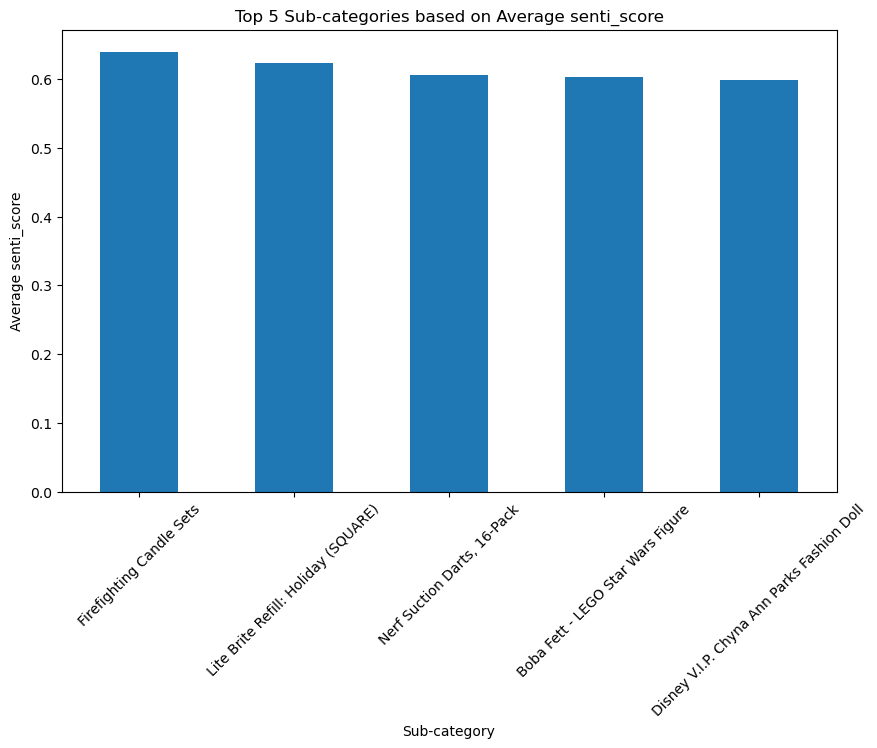 Top 5 Sub-categories based on Average senti_score
Average senti_score
0.6
0.5
0.4
0.3
0.2
0.1
0.0
Firefighting Candle Sets
Lite Brite Refill: Holiday (SQUARE)
Nerf Suction Darts, 16-Pack
Boba Fett - LEGO Star Wars Figure
Disney V.I.P. Chyna Ann Parks Fashion Doll
Sub-category